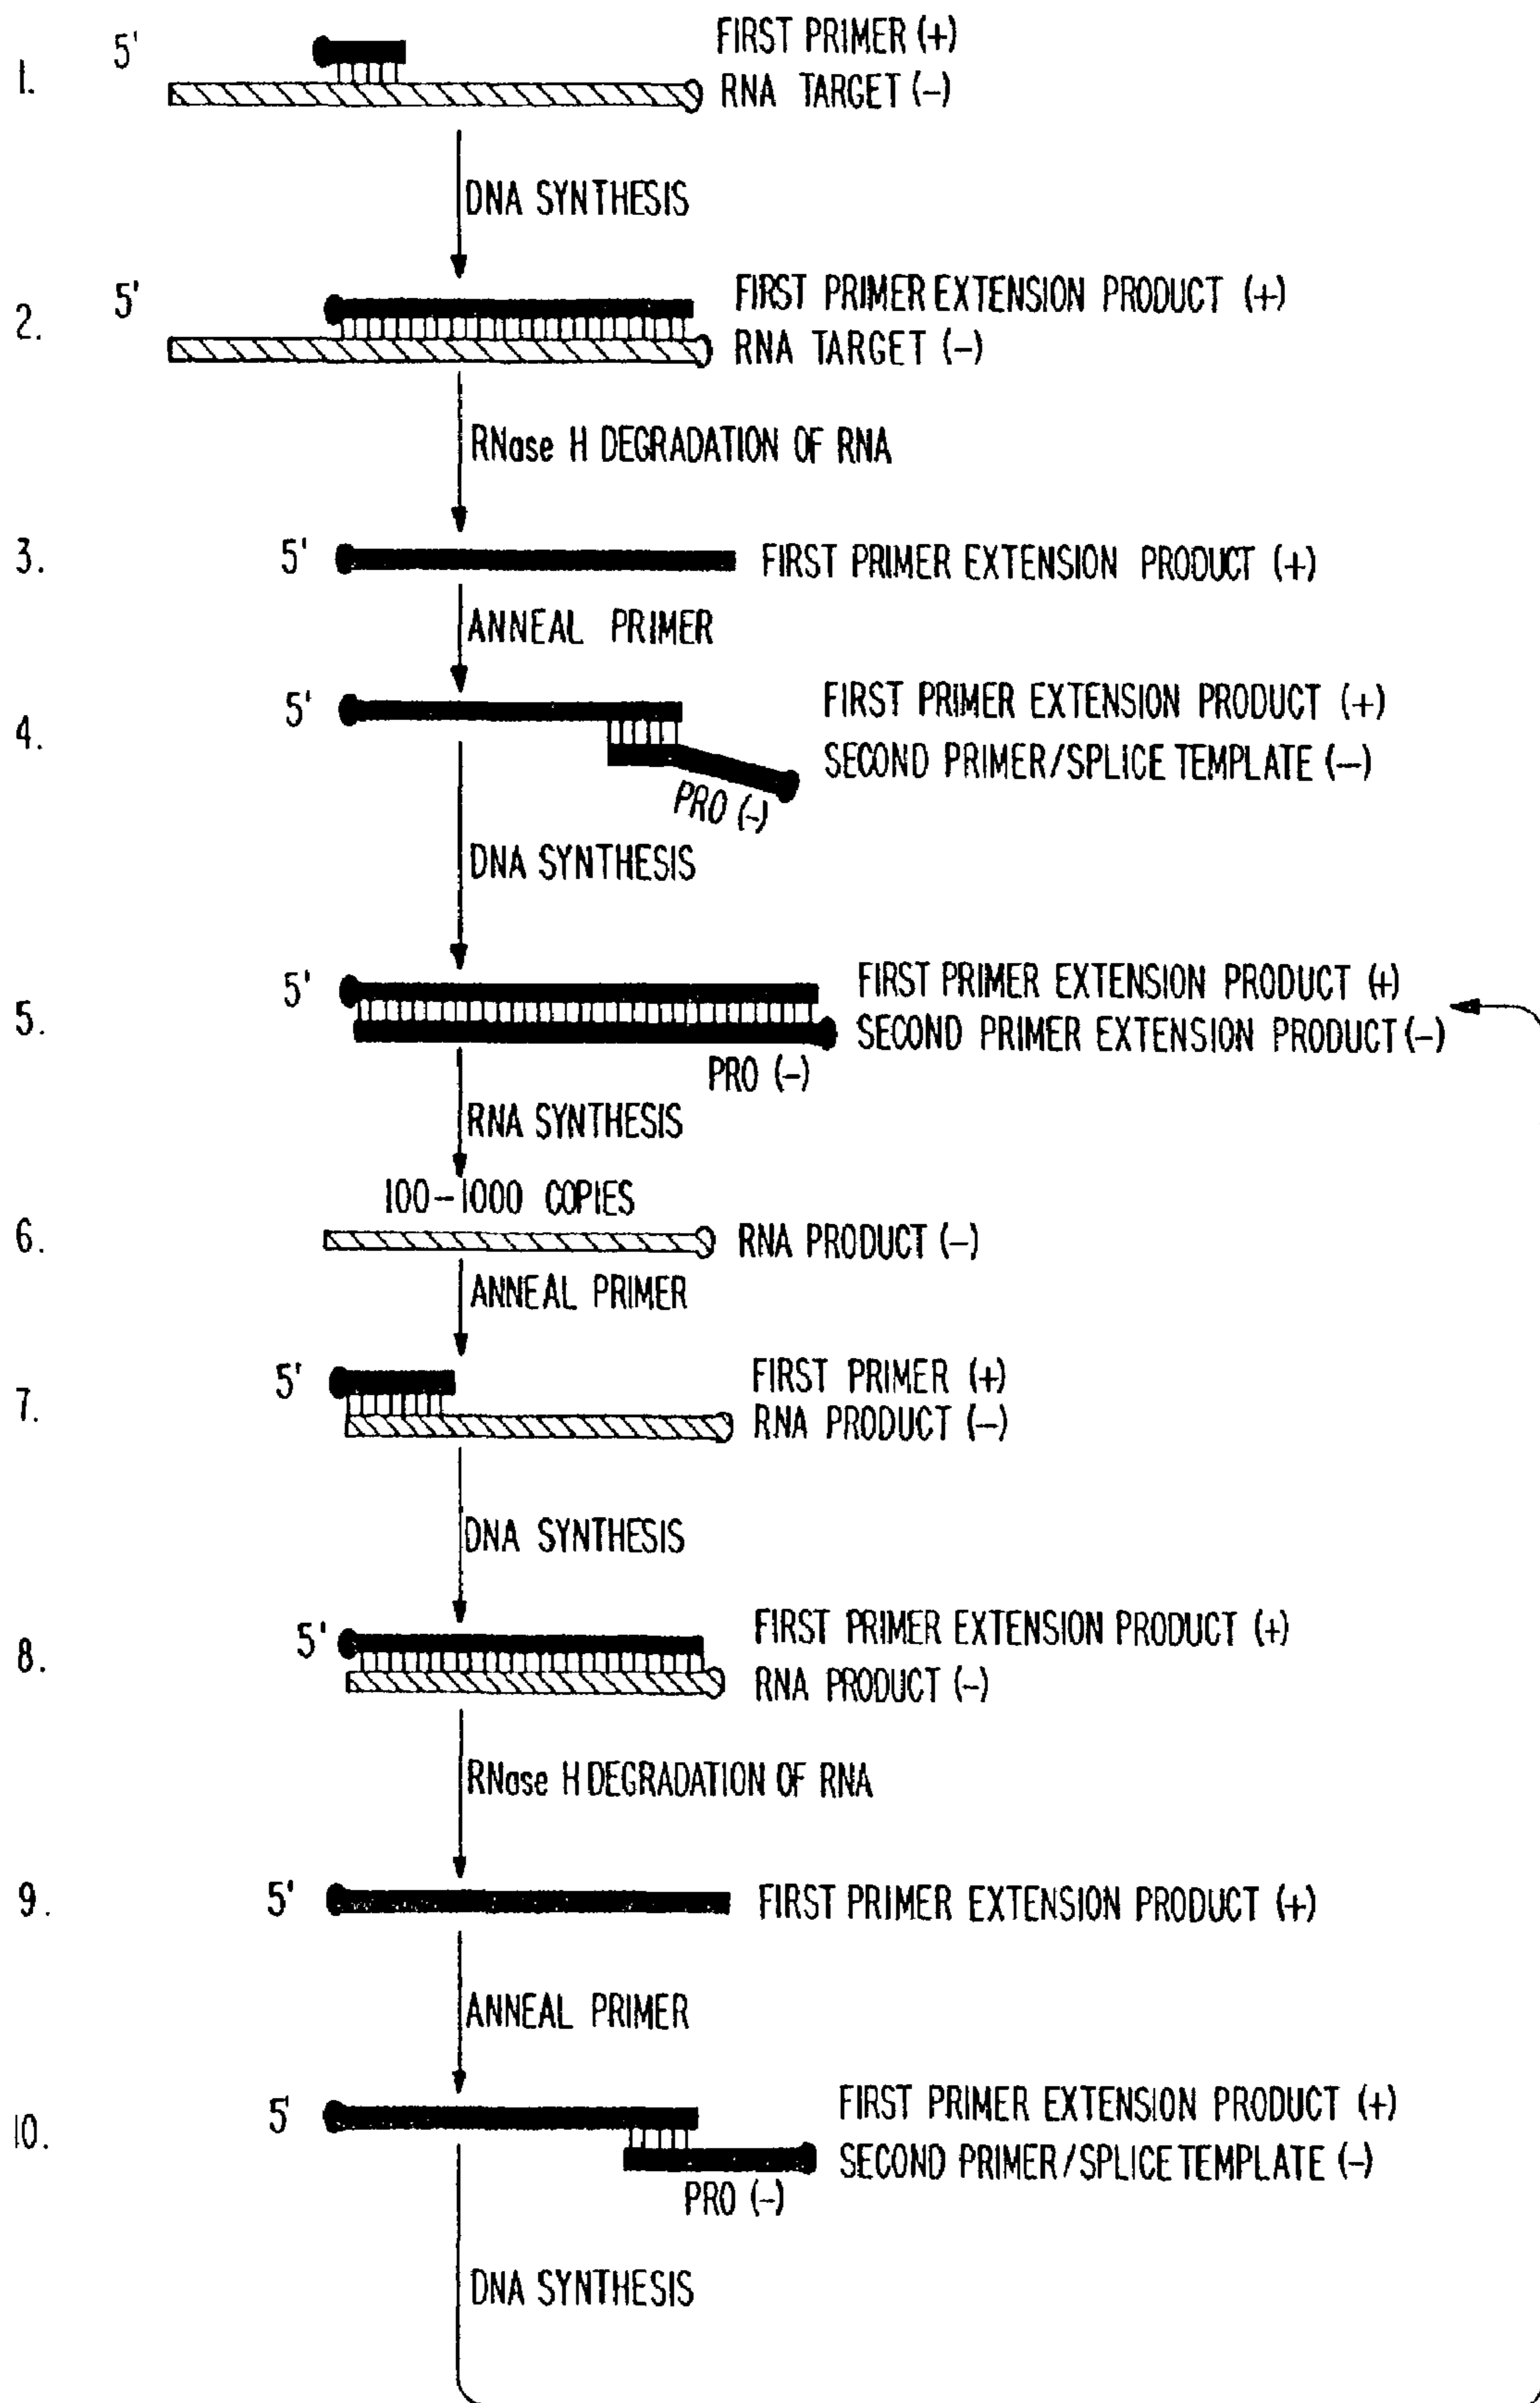 5'
FIRST PRIMER (+)
1.
RNA TARGET (-)
DNA SYNTHESIS
5'
FIRST PRIMER EXTENSION PRODUCT (+)
2.
RNA TARGET (-)
RNase H DEGRADATION OF RNA
3.
5'
FIRST PRIMER EXTENSION PRODUCT (+)
ANNEAL PRIMER
5'
FIRST PRIMER EXTENSION PRODUCT (+)
4.
SECOND PRIMER/SPLICE TEMPLATE (-)
PRO (-)
DNA SYNTHESIS
5'
FIRST PRIMER EXTENSION PRODUCT (+)
5.
SECOND PRIMER EXTENSION PRODUCT (-)
PRO (-)
RNA SYNTHESIS
100-1000 COPIES
6.
RNA PRODUCT (-)
ANNEAL PRIMER
5'
FIRST PRIMER (+)
7.
RNA PRODUCT (-)
DNA SYNTHESIS
5'
FIRST PRIMER EXTENSION PRODUCT (+)
8.
RNA PRODUCT (-)
RNase H DEGRADATION OF RNA
9.
5'
FIRST PRIMER EXTENSION PRODUCT (+)
ANNEAL PRIMER
5'
FIRST PRIMER EXTENSION PRODUCT (+)
10.
SECOND PRIMER/SPLICE TEMPLATE (-)
PRO (-)
DNA SYNTHESIS